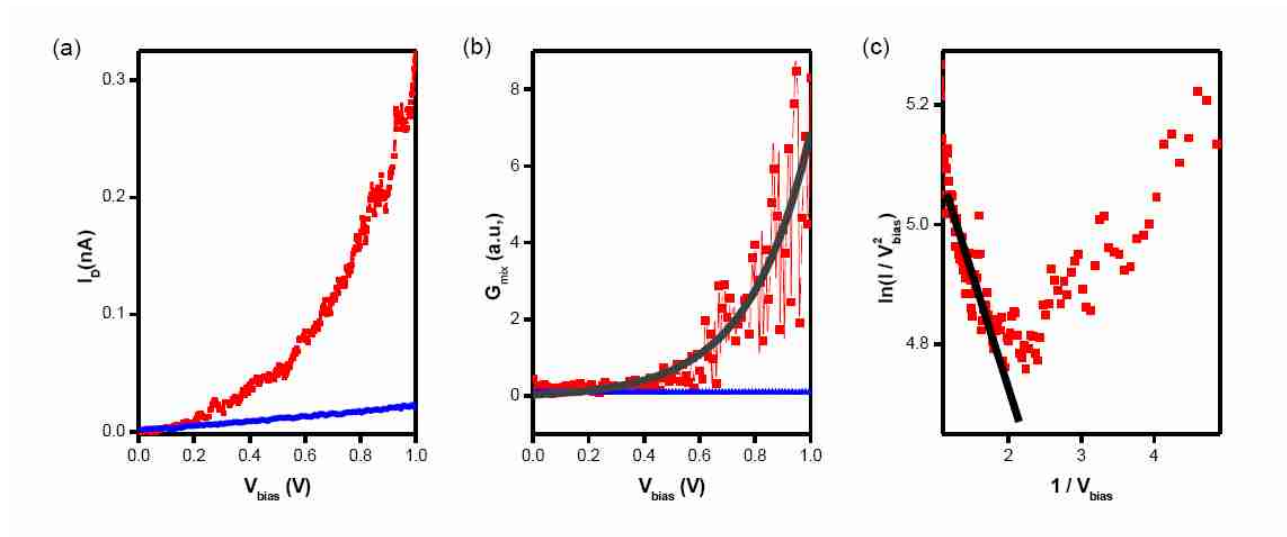 (a)
0.3
0.2
0.1
0.0
I_D(nA)
0.0 0.2 0.4 0.6 0.8 1.0
V_bias (V)
(b)
8
6
4
2
0
G_mix (a.u,)
0.0 0.2 0.4 0.6 0.8 1.0
V_bias (V)
(c)
5.2
5.0
4.8
ln(I / V²_bias)
2 3 4
1 / V_bias